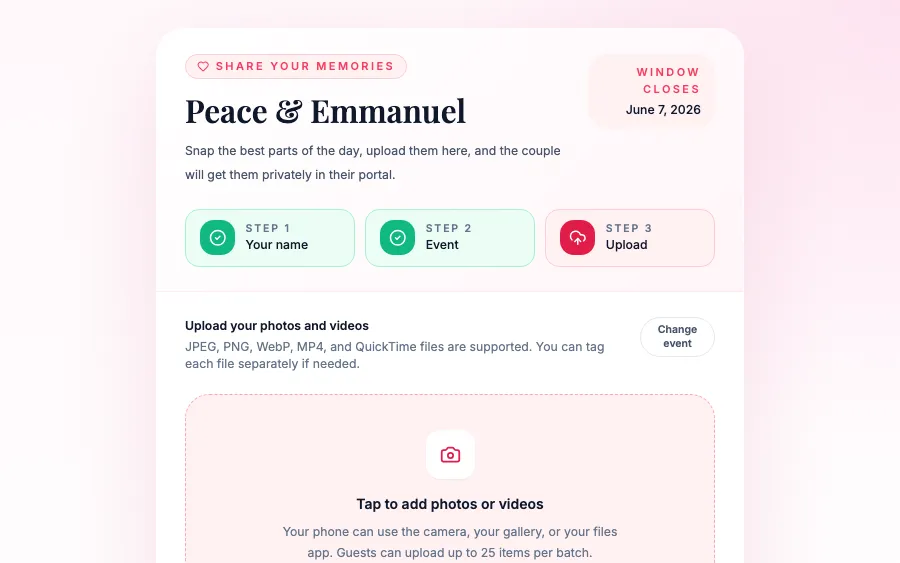 SHARE YOUR MEMORIES
Peace & Emmanuel
Snap the best parts of the day, upload them here, and the couple
will get them privately in their portal.
WINDOW
CLOSES
June 7, 2026
STEP 1
Your name
STEP 2
Event
STEP 3
Upload
Upload your photos and videos
JPEG, PNG, WebP, MP4, and QuickTime files are supported. You can tag
each file separately if needed.
Change
event
Tap to add photos or videos
Your phone can use the camera, your gallery, or your files
app. Guests can upload up to 25 items per batch.